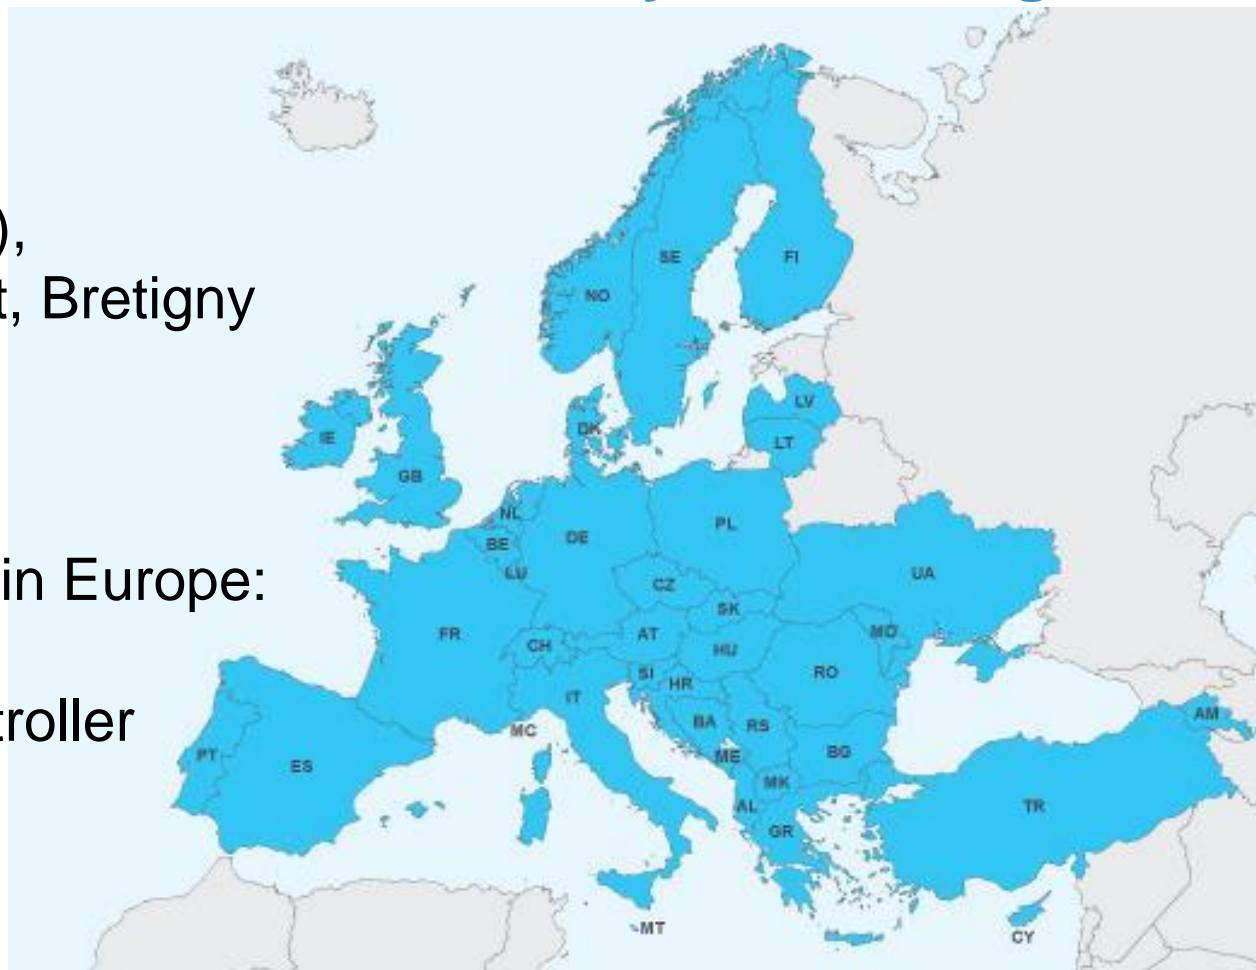 ),
t, Bretigny
in Europe:
troller
SE
FI
NO
LV
LT
DK
IE
GB
NL
BE
LU
DE
PL
CZ
SK
UA
FR
CH
AT
HU
MD
RO
SI
HR
IT
BA
RS
MC
ME
BG
AM
PT
ES
MK
AL
GR
TR
MT
CY